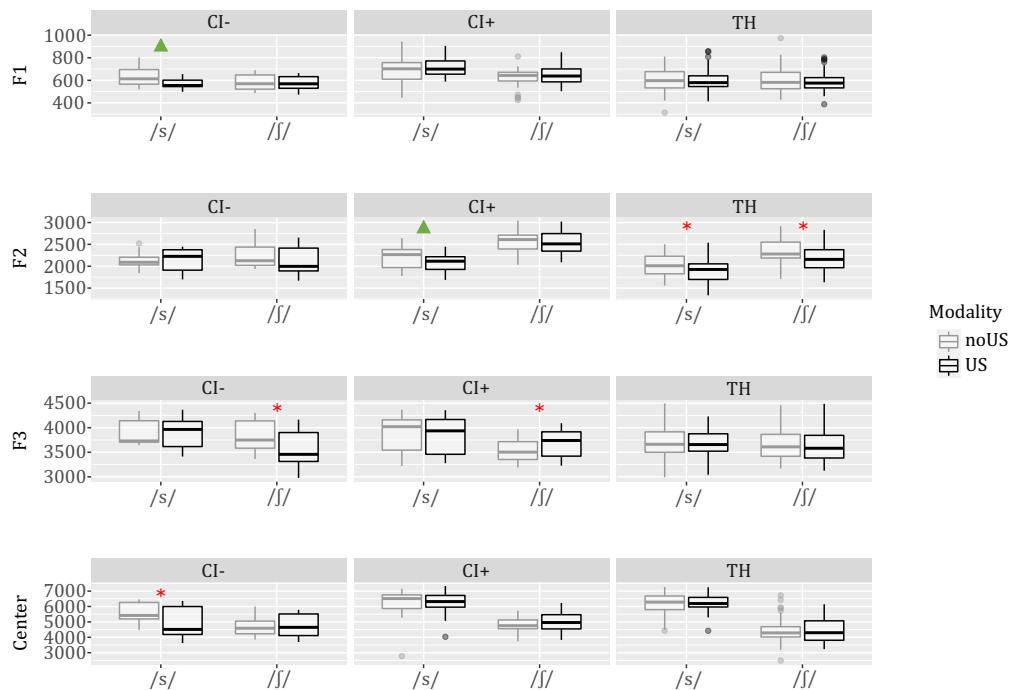 CI- CI+ TH
F1
1000
800
600
400
/s/ /ʃ/ /s/ /ʃ/ /s/ /ʃ/
CI- CI+ TH
F2
3000
2500
2000
1500
* *
/s/ /ʃ/ /s/ /ʃ/ /s/ /ʃ/
Modality
noUS
US
CI- CI+ TH
F3
4500
4000
3500
3000
* *
/s/ /ʃ/ /s/ /ʃ/ /s/ /ʃ/
CI- CI+ TH
Center
7000
6000
5000
4000
3000
*
/s/ /ʃ/ /s/ /ʃ/ /s/ /ʃ/